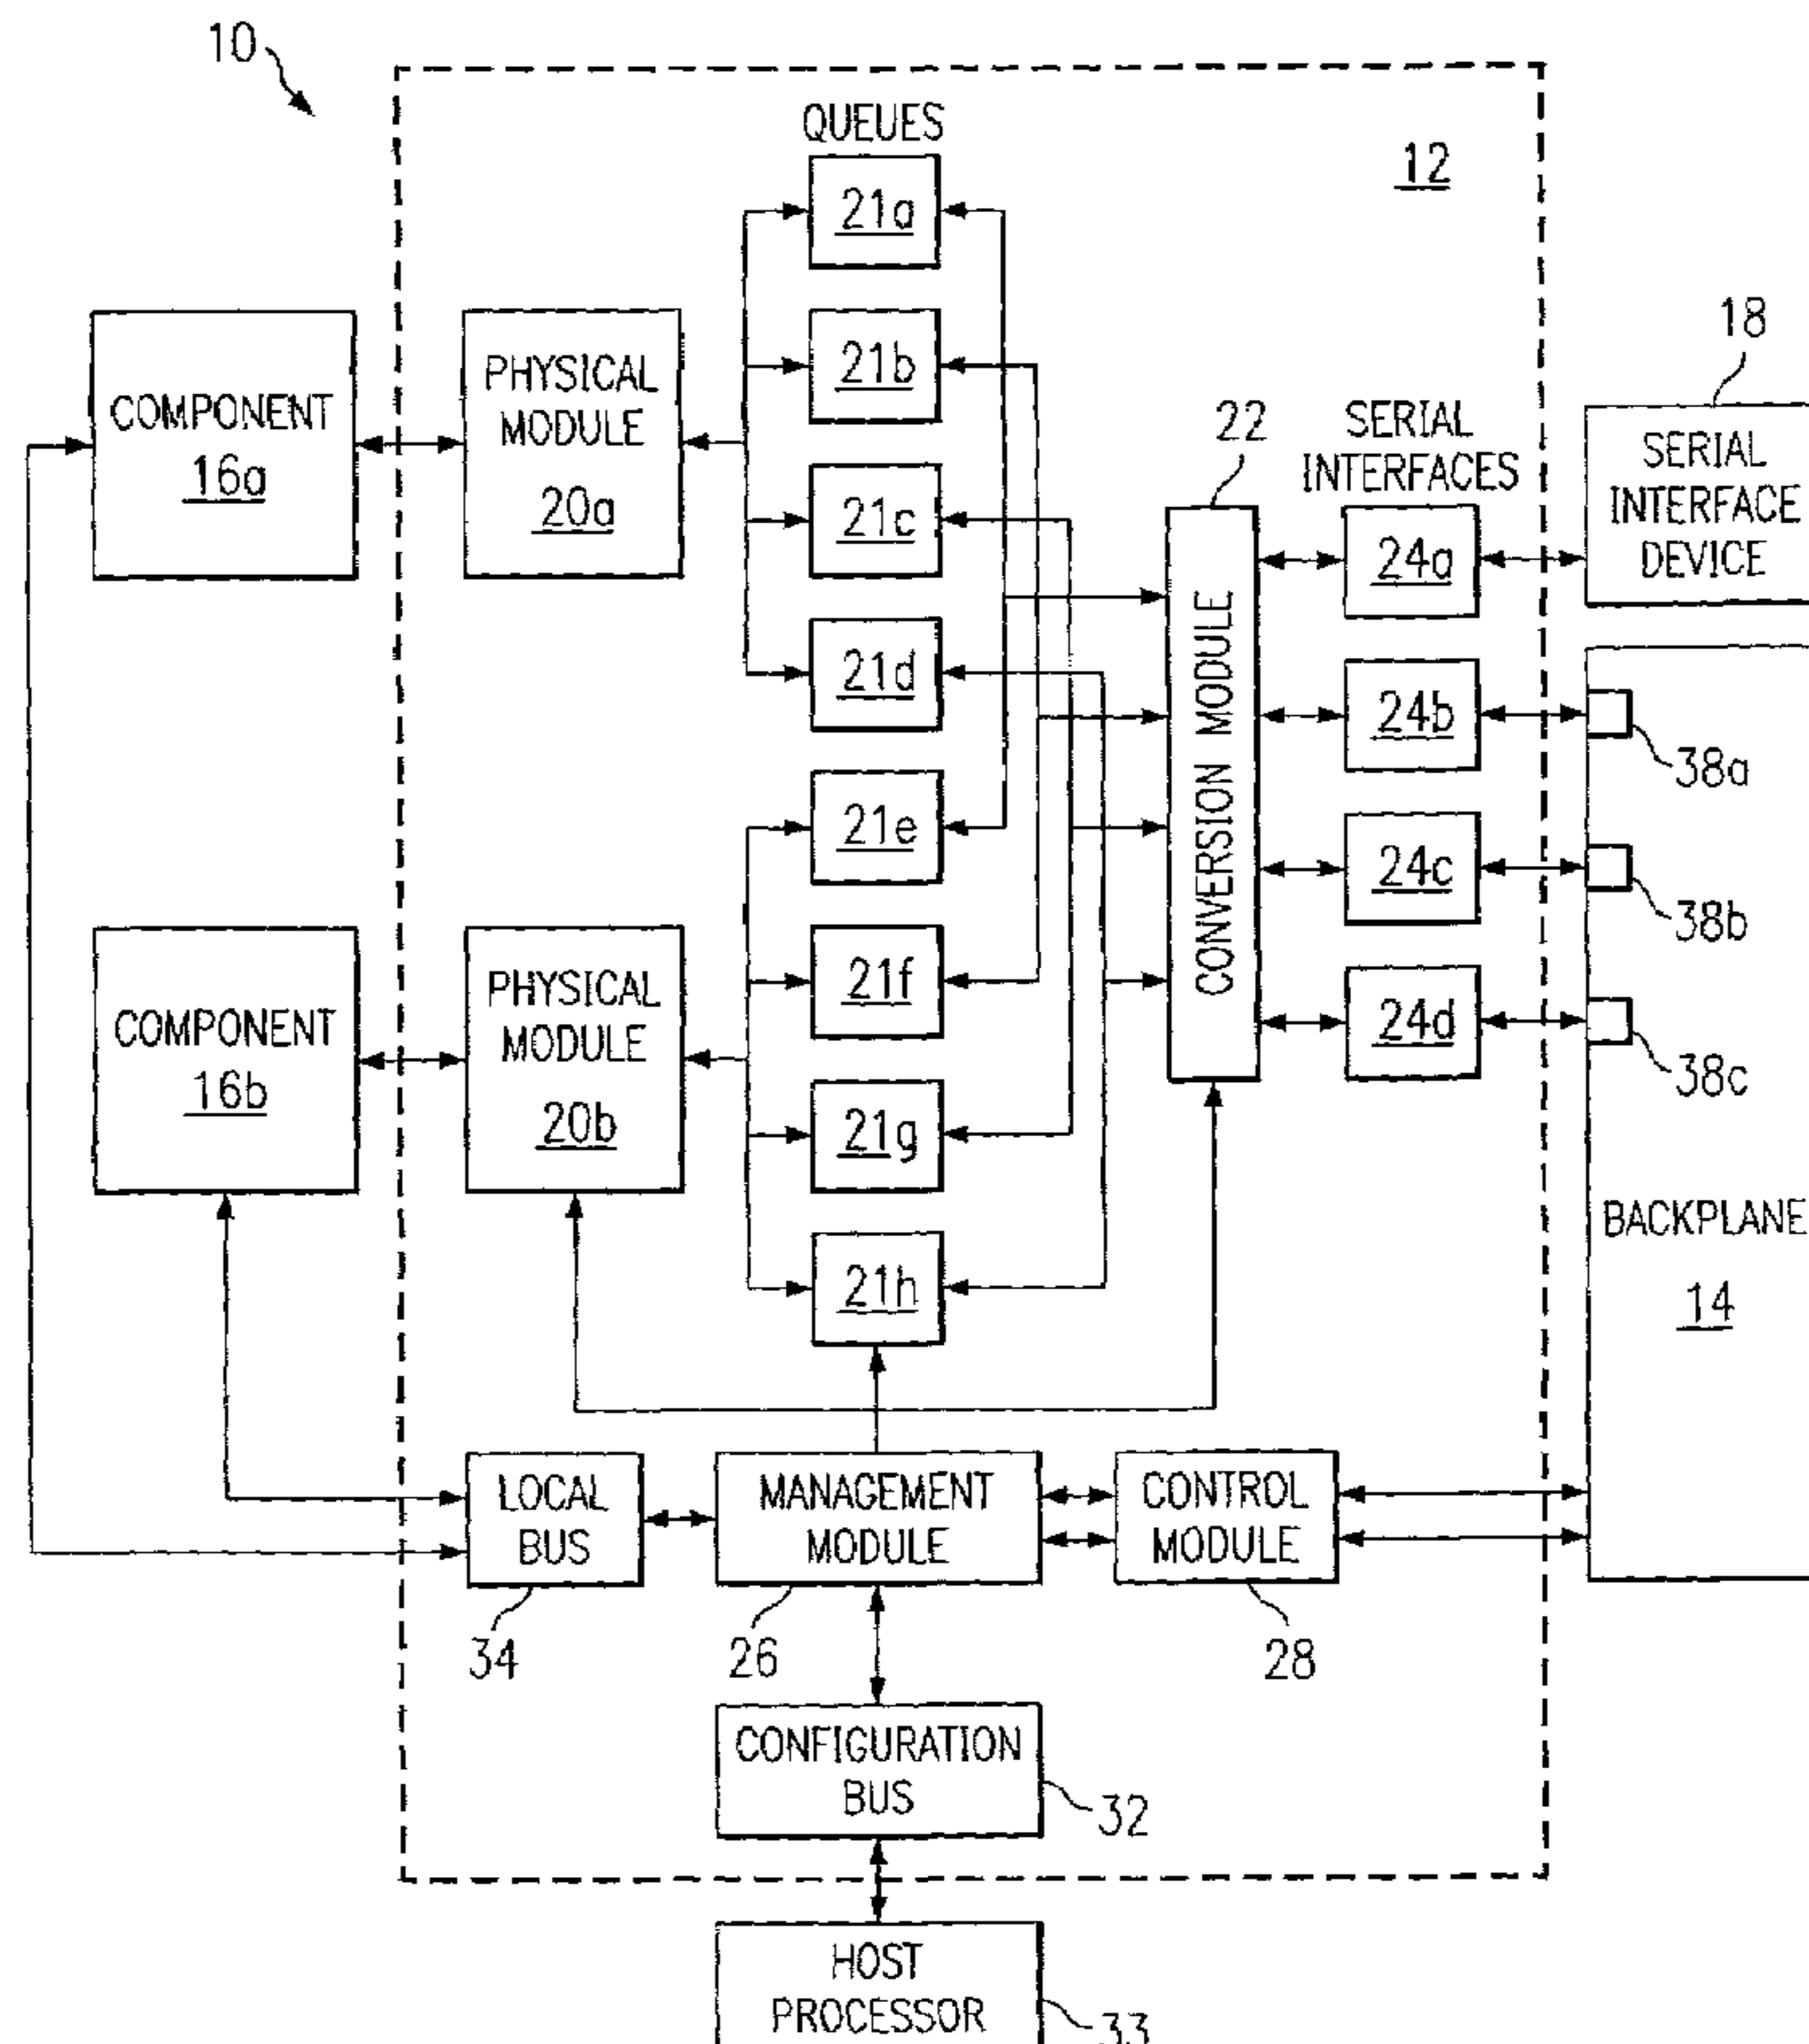 10
QUEUES
12
21a
21b
21c
21d
21e
21f
21g
21h
COMPONENT
16a
PHYSICAL
MODULE
20a
COMPONENT
16b
PHYSICAL
MODULE
20b
22
CONVERSION MODULE
SERIAL
INTERFACES
24a
24b
24c
24d
18
SERIAL
INTERFACE
DEVICE
38a
38b
38c
BACKPLANE
14
LOCAL
BUS
34
MANAGEMENT
MODULE
26
CONTROL
MODULE
28
CONFIGURATION
BUS
32
HOST
PROCESSOR
33